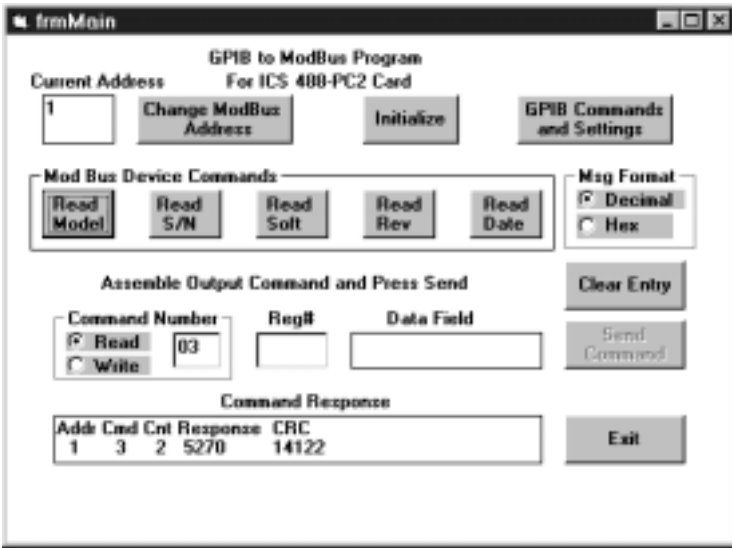 frmMain
GPIB to ModBus Program
For ICS 488-PC2 Card
Current Address
1
Change ModBus
Address
Initialize
GPIB Commands
and Settings
Mod Bus Device Commands
Read
Model
Read
S/N
Read
Soft
Read
Rev
Read
Date
Msg Format
Decimal
Hex
Assemble Output Command and Press Send
Clear Entry
Command Number
Read
Write
03
Reg#
Data Field
Send
Command
Command Response
Addr Cmd Cnt Response CRC
1 3 2 5270 14122
Exit